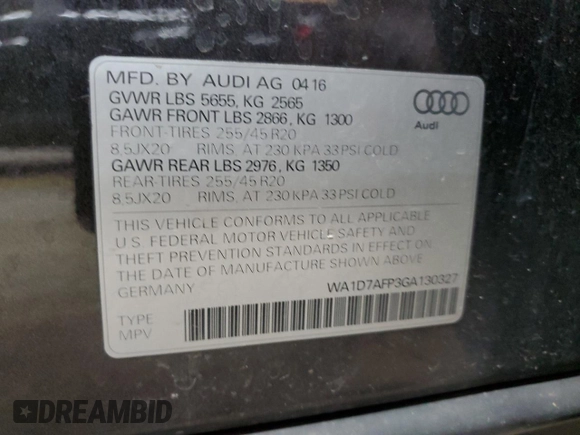 MFD. BY AUDI AG 04 16
GVWR LBS 5655, KG 2565
GAWR FRONT LBS 2866, KG 1300
FRONT-TIRES 255/45 R20
8,5JX20 RIMS, AT 230 KPA 33 PSI COLD
GAWR REAR LBS 2976, KG 1350
REAR-TIRES 255/45 R20
8,5JX20 RIMS, AT 230 KPA 33 PSI COLD
Audi
THIS VEHICLE CONFORMS TO ALL APPLICABLE
U.S. FEDERAL MOTOR VEHICLE SAFETY AND
THEFT PREVENTION STANDARDS IN EFFECT ON
THE DATE OF MANUFACTURE SHOWN ABOVE.
GERMANY
WA1D7AFP3GA130327
TYPE
MPV
DREAMBID